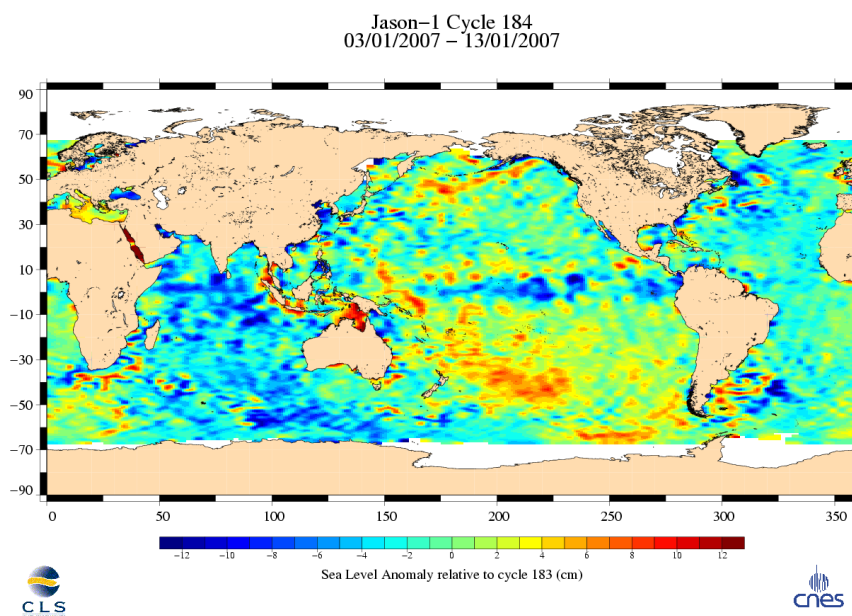 Jason−1 Cycle 184
03/01/2007 − 13/01/2007
90
70
50
30
10
−10
−30
−50
−70
−90
0 50 100 150 200 250 300 350
−12 −10 −8 −6 −4 −2 0 2 4 6 8 10 12
Sea Level Anomaly relative to cycle 183 (cm)
CLS
cnes